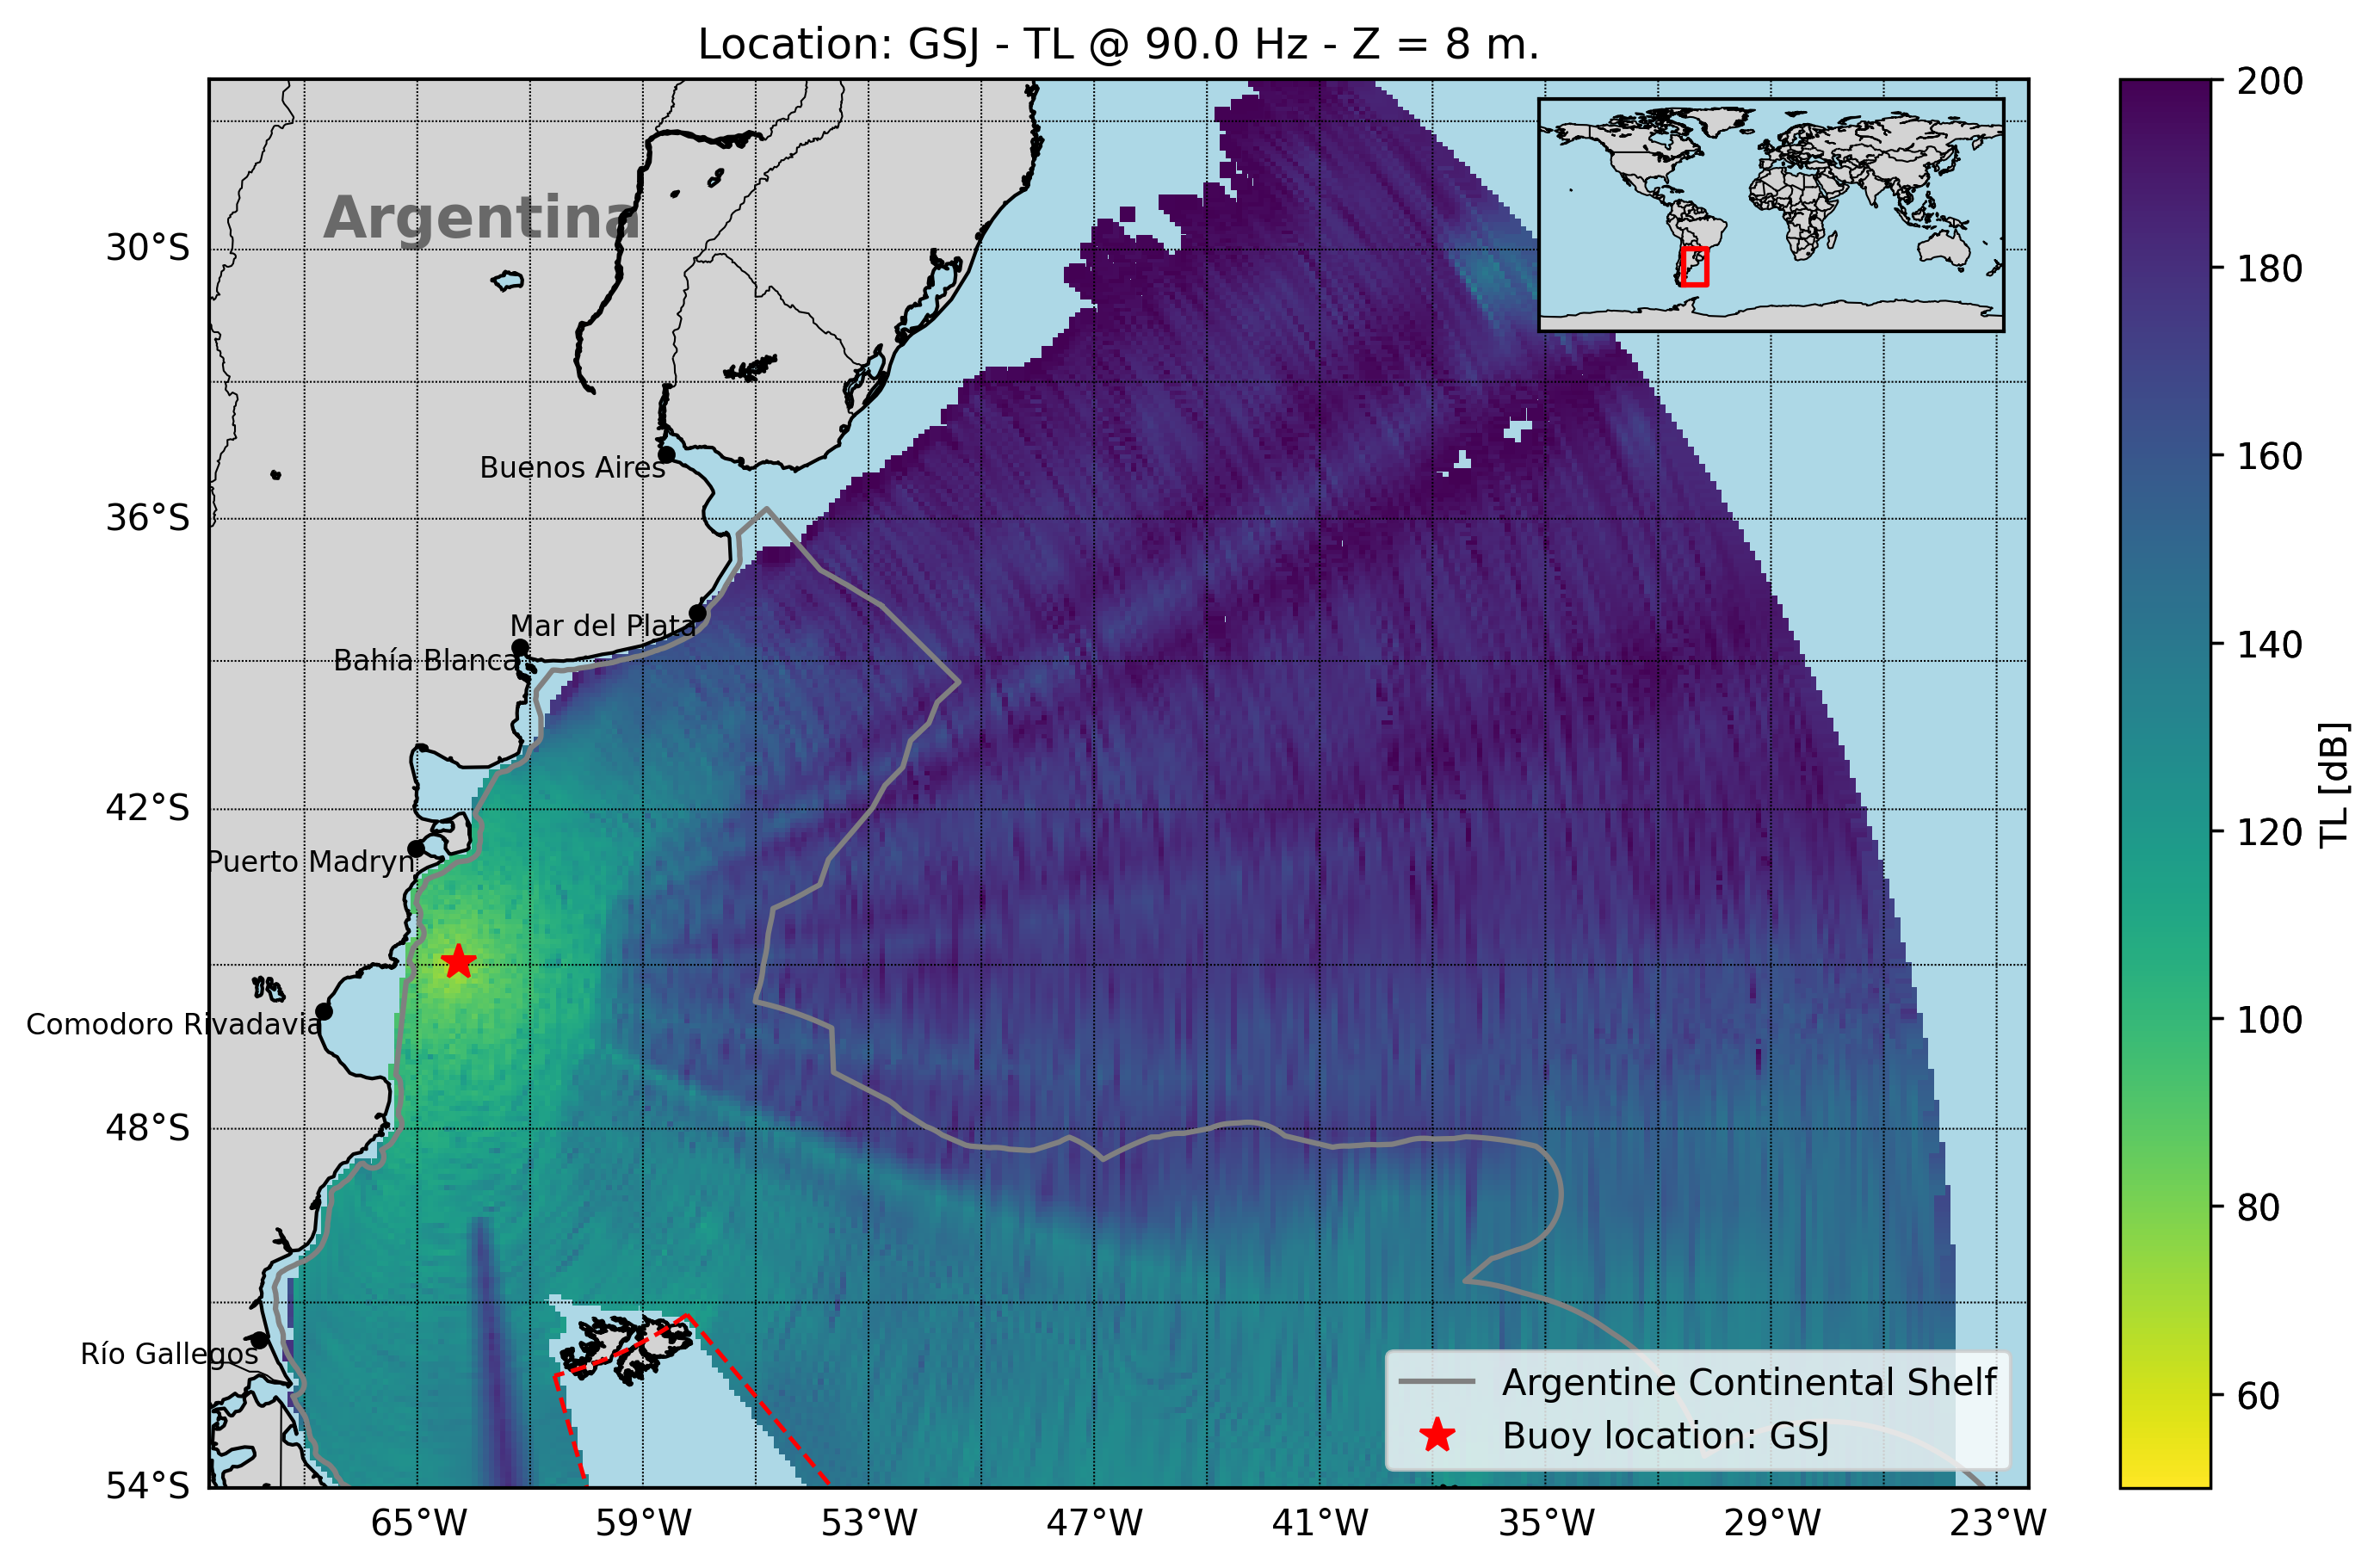 Location: GSJ - TL @ 90.0 Hz - Z = 8 m.
Argentina
30°S
36°S
42°S
48°S
54°S
Buenos Aires
Mar del Plata
Bahía Blanca
Puerto Madryn
Comodoro Rivadavia
Río Gallegos
65°W
59°W
53°W
47°W
41°W
35°W
29°W
23°W
Argentine Continental Shelf
Buoy location: GSJ
200
180
160
140
120
100
80
60
TL [dB]